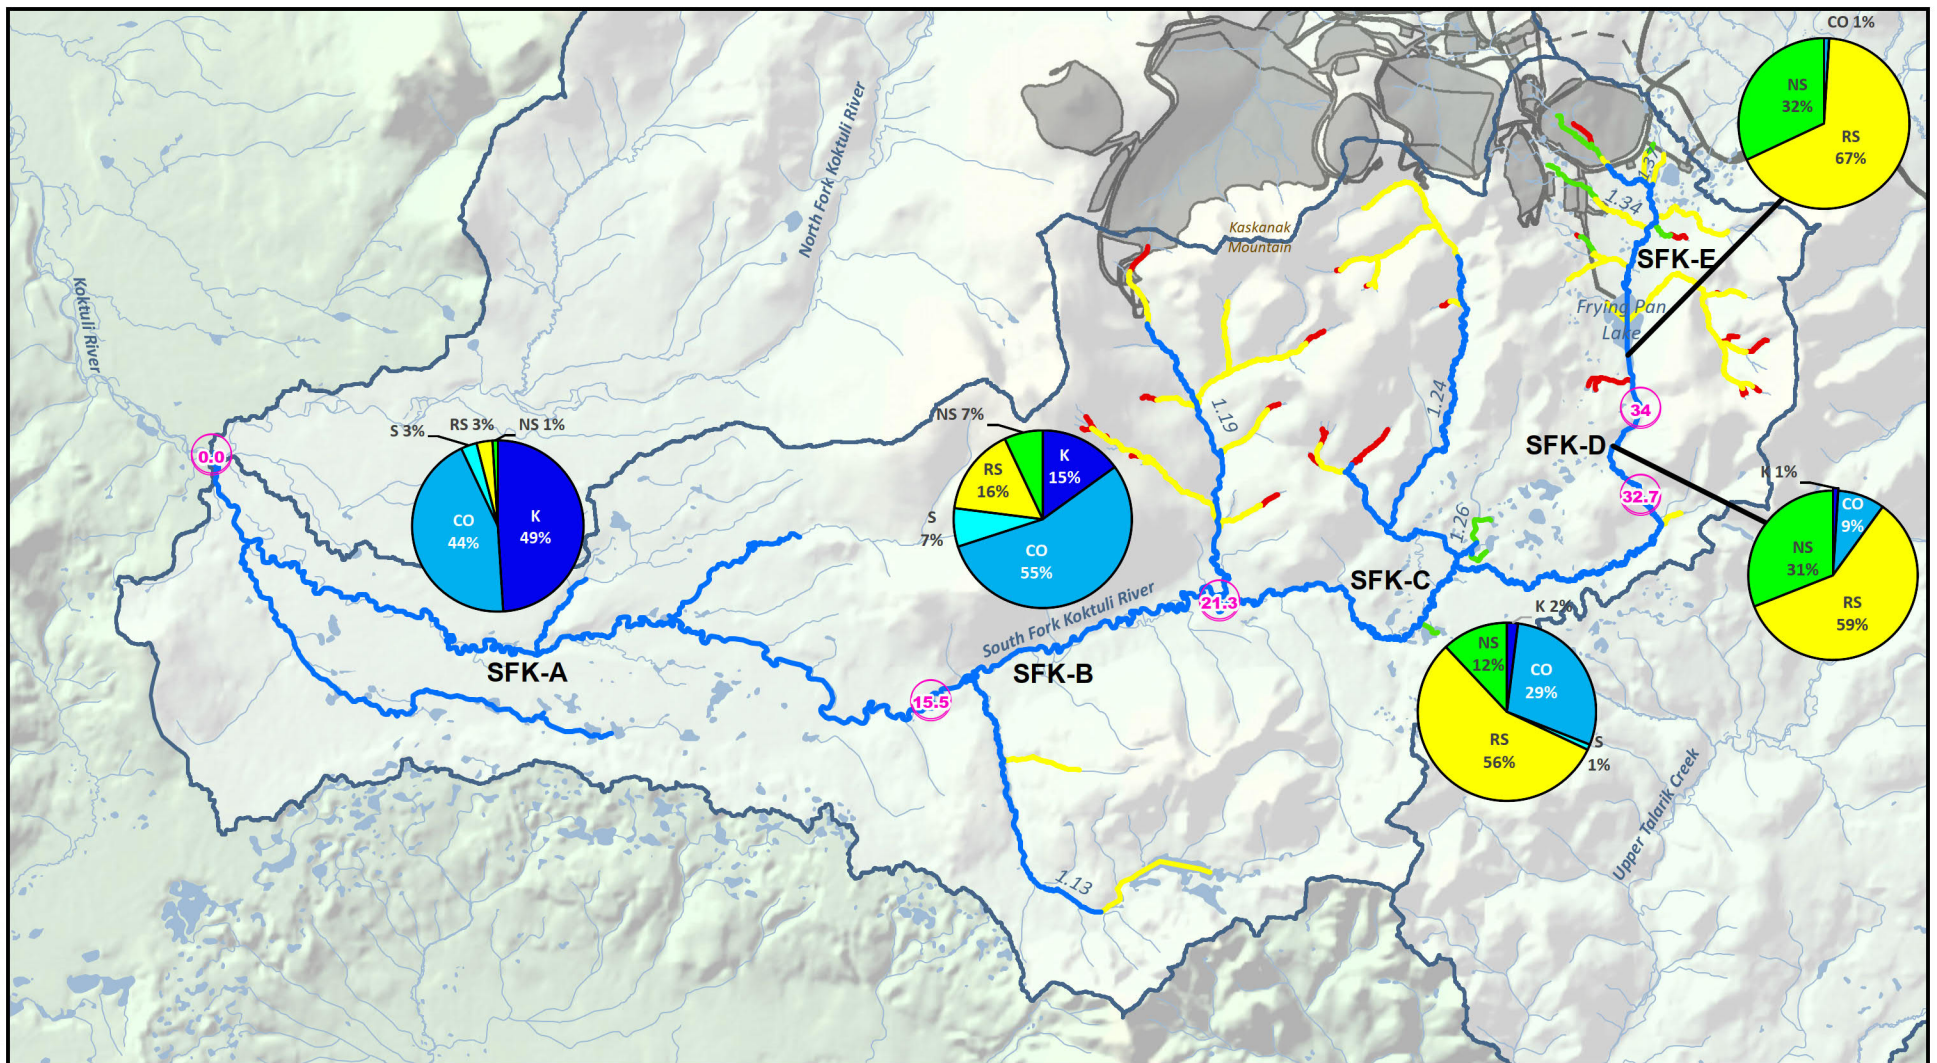 CO 1%
NS
32%
RS
67%
North Fork Koktuli River
Kaskanak
Mountain
1.37
1.34
SFK-E
Frying Pan
Lake
Koktuli River
34
SFK-D
32.7
K 1%
CO
9%
NS
31%
RS
59%
0.0
S 3%
RS 3%
NS 1%
CO
44%
K
49%
NS 7%
K
15%
RS
16%
S
7%
CO
55%
1.19
1.24
1.26
SFK-C
21.3
South Fork Koktuli River
SFK-A
SFK-B
15.5
K 2%
NS
12%
CO
29%
RS
56%
S
1%
Upper Talarik Creek
1.13